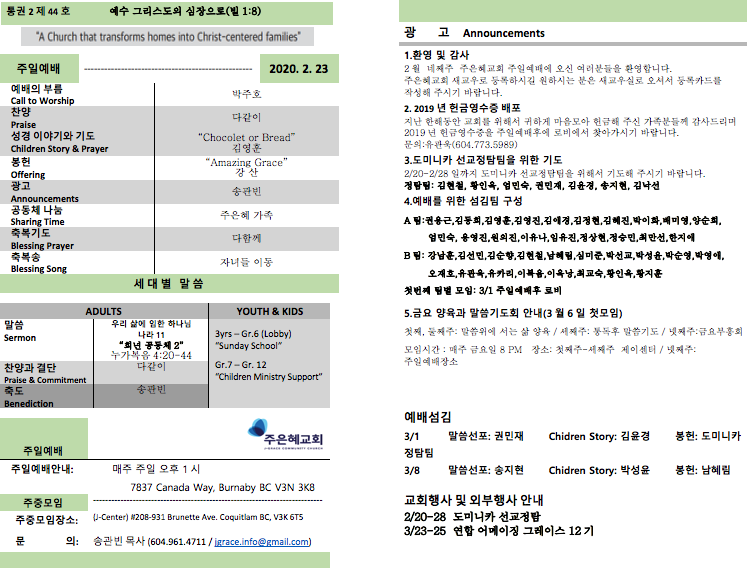 통권 2 제 44 호 예수 그리스도의 심장으로(빌 1:8)
"A Church that transforms homes into Christ-centered families"
주일예배 2020. 2. 23
예배의 부름 박주호
Call to Worship
찬양 다같이
Praise
성경 이야기와 기도 "Chocolet or Bread"
Children Story & Prayer 김영훈
봉헌 "Amazing Grace"
Offering 강 산
광고 송관빈
Announcements
공동체 나눔 주은혜 가족
Sharing Time
축복기도 다함께
Blessing Prayer
축복송 자녀들 이동
Blessing Song
세대별 말씀
ADULTS YOUTH & KIDS
말씀
Sermon
우리 삶에 임한 하나님
나라 11
"희년 공동체 2"
누가복음 4:20-44
3yrs – Gr.6 (Lobby)
"Sunday School"
Gr.7 – Gr. 12
"Children Ministry Support"
찬양과 결단 다같이
Praise & Commitment
축도 송관빈
Benediction
주은혜교회
J-GRACE COMMUNITY CHURCH
주일예배
주일예배안내: 매주 주일 오후 1 시
7837 Canada Way, Burnaby BC V3N 3K8
주중모임
주중모임장소: (J-Center) #208-931 Brunette Ave. Coquitlam BC, V3K 6T5
문 의: 송관빈 목사 (604.961.4711 / jgrace.info@gmail.com)
광 고 Announcements
1.환영 및 감사
2 월 네째주 주은혜교회 주일예배에 오신 여러분들을 환영합니다.
주은혜교회 새교우로 등록하시길 원하시는 분은 새교우실로 오셔서 등록카드를
작성해 주시기 바랍니다.
2. 2019 년 헌금영수증 배포
지난 한해동안 교회를 위해서 귀하게 마음모아 헌금해 주신 가족분들께 감사드리며
2019 년 헌금영수증을 주일예배후에 로비에서 찾아가시기 바랍니다.
문의:유관욱(604.773.5989)
3.도미니카 선교정탐팀을 위한 기도
2/20-2/28 일까지 도미니카 선교정탐팀을 위해서 기도해 주시기 바랍니다.
정탐팀: 김현철, 황인욱, 엄민숙, 권민재, 김윤경, 송지현, 김낙선
4.예배를 위한 섬김팀 구성
A 팀:권용근,김동희,김영훈,김영진,김애경,김정현,김혜진,박이화,배미영,양순희,
엄민숙, 용영진,원의진,이유나,임유진,정상현,정승민,최만선,한지애
B 팀: 강남훈,김선민,김순향,김현철,남혜림,심미준,박선교,박성윤,박순영,박영애,
오재호,유관욱,유카리,이복음,이옥남,최교숙,황인욱,황지훈
첫번째 팀별 모임: 3/1 주일예배후 로비
5.금요 양육과 말씀기도회 안내(3 월 6 일 첫모임)
첫째, 둘째주: 말씀위에 서는 삶 양육 / 세째주: 통독후 말씀기도 / 넷째주:금요부흥회
모임시간 : 매주 금요일 8 PM 장소: 첫째주-세째주 제이센터 / 넷째주:
주일예배장소
예배섬김
3/1 말씀선포: 권민재 Chidren Story: 김윤경 봉헌: 도미니카
정탐팀
3/8 말씀선포: 송지현 Chidren Story: 박성윤 봉헌: 남혜림
교회행사 및 외부행사 안내
2/20-28 도미니카 선교정탐
3/23-25 연합 어메이징 그레이스 12 기